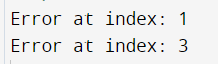 Error at index: 1
Error at index: 3